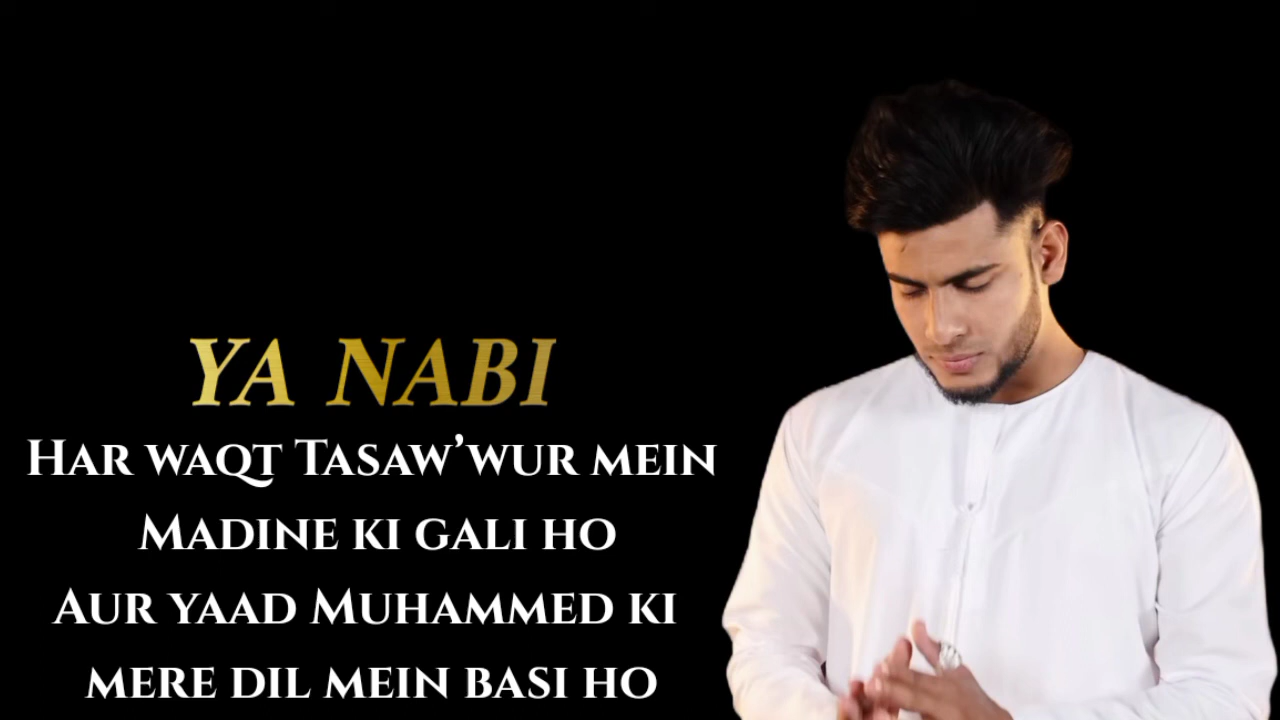 YA NABI
Har waqt Tasaw’wur mein
Madine ki gali ho
Aur yaad Muhammed ki
mere dil mein basi ho